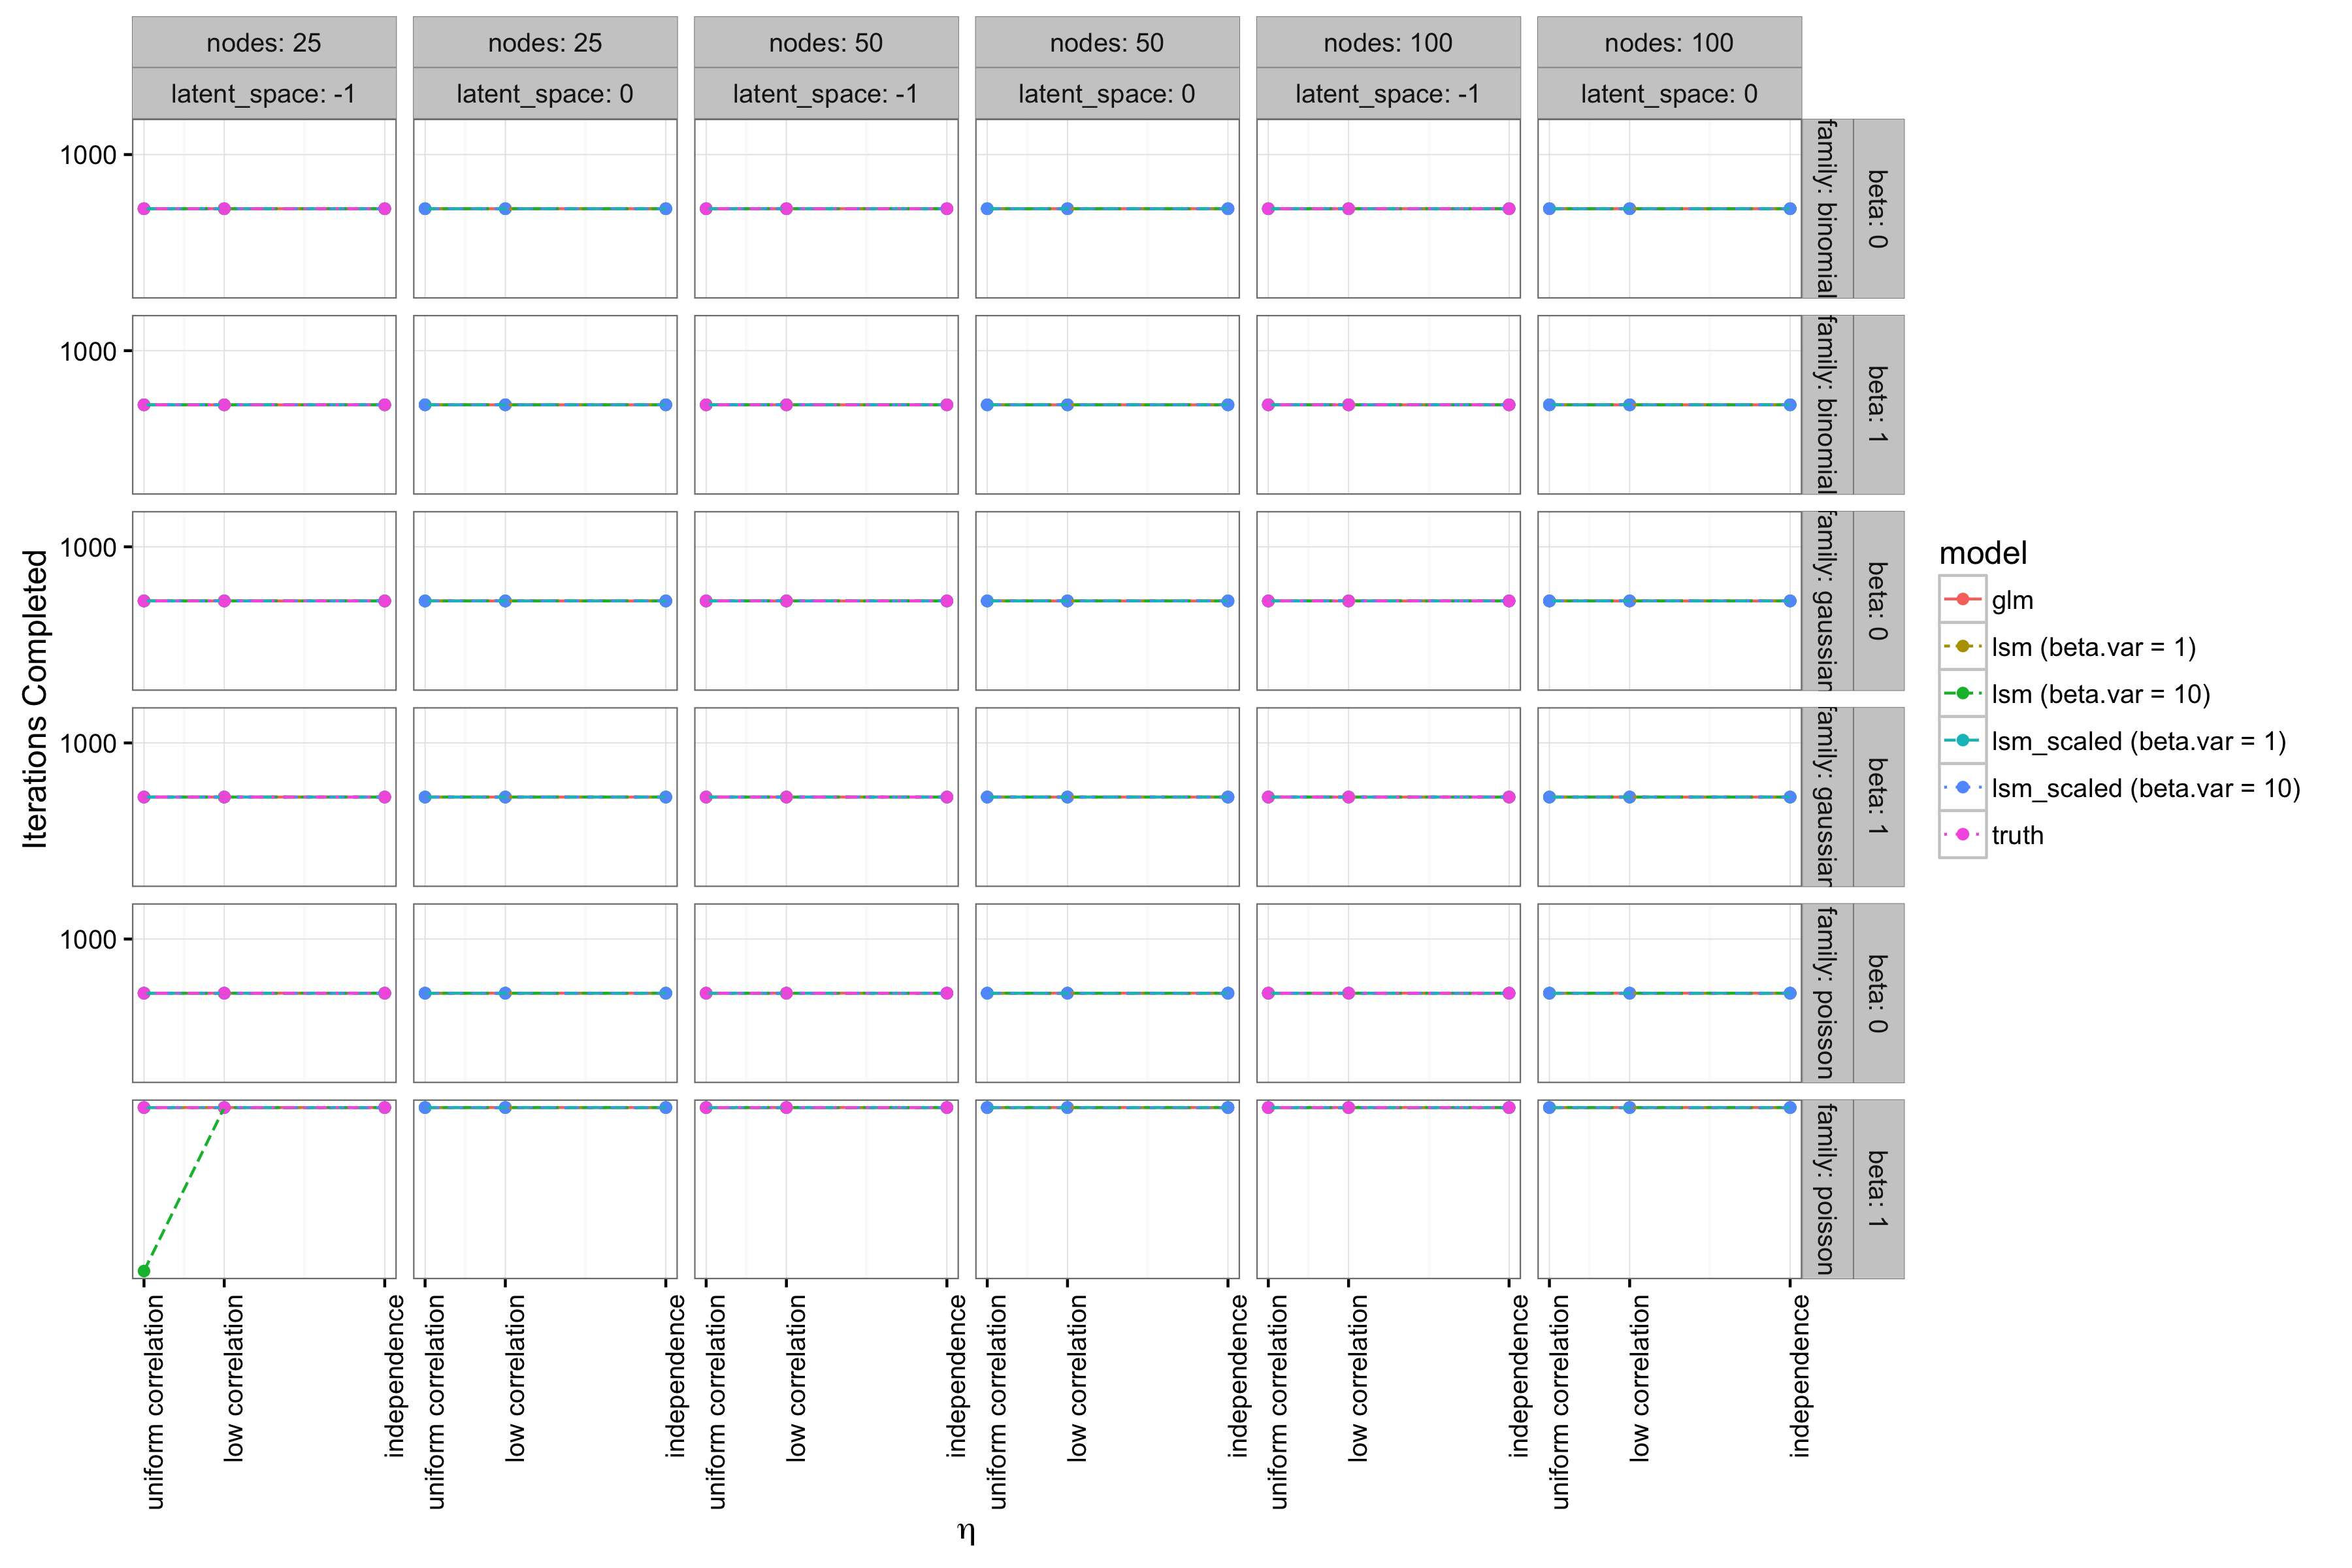 nodes: 25 nodes: 25 nodes: 50 nodes: 50 nodes: 100 nodes: 100
latent_space: -1 latent_space: 0 latent_space: -1 latent_space: 0 latent_space: -1 latent_space: 0
1000
family: binomial
beta: 0
1000
family: binomial
beta: 1
1000
family: gaussian
beta: 0
1000
family: gaussian
beta: 1
1000
family: poisson
beta: 0
family: poisson
beta: 1
Iterations Completed
uniform correlation
low correlation
independence
uniform correlation
low correlation
independence
uniform correlation
low correlation
independence
uniform correlation
low correlation
independence
uniform correlation
low correlation
independence
uniform correlation
low correlation
independence
η
model
glm
lsm (beta.var = 1)
lsm (beta.var = 10)
lsm_scaled (beta.var = 1)
lsm_scaled (beta.var = 10)
truth